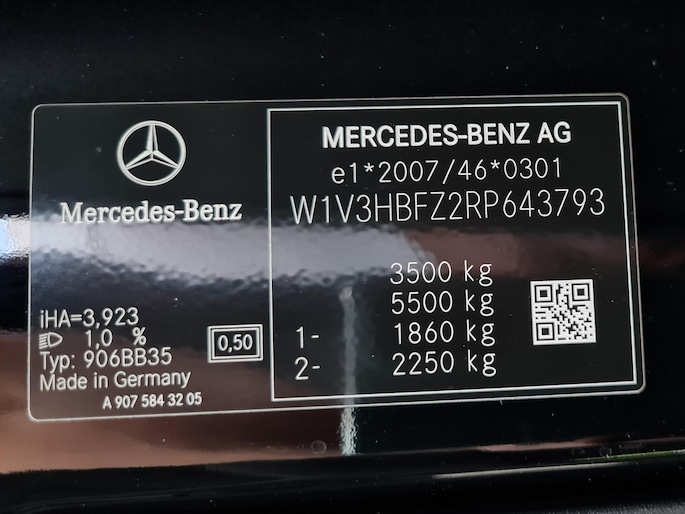 Mercedes-Benz
iHA=3,923
1,0 %
Typ: 906BB35
Made in Germany
A 907 584 32 05
0,50
MERCEDES-BENZ AG
e1*2007/46*0301
W1V3HBFZ2RP643793
3500 kg
5500 kg
1- 1860 kg
2- 2250 kg